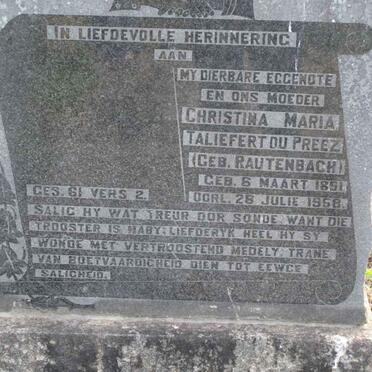 IN LIEFDEVOLLE HERINNERING
AAN
MY DIERBARE EGGENOTE
EN ONS MOEDER
CHRISTINA MARIA
TALIEFERT DU PREEZ
(GEB. RAUTENBACH)
GEB. 6 MAART 1891
OORL. 28 JULIE 1958.
GES. 61 VERS 2.
SALIG HY WAT TREUR OOR SONDE, WANT DIE
TROOSTER IS NABY: LIEFDERYK HEEL HY SY
WONDE MET VERTROOSTEND MEDELY; TRANE
VAN BOETVAARDIGHEID DIEN TOT EEWGE
SALIGHEID.